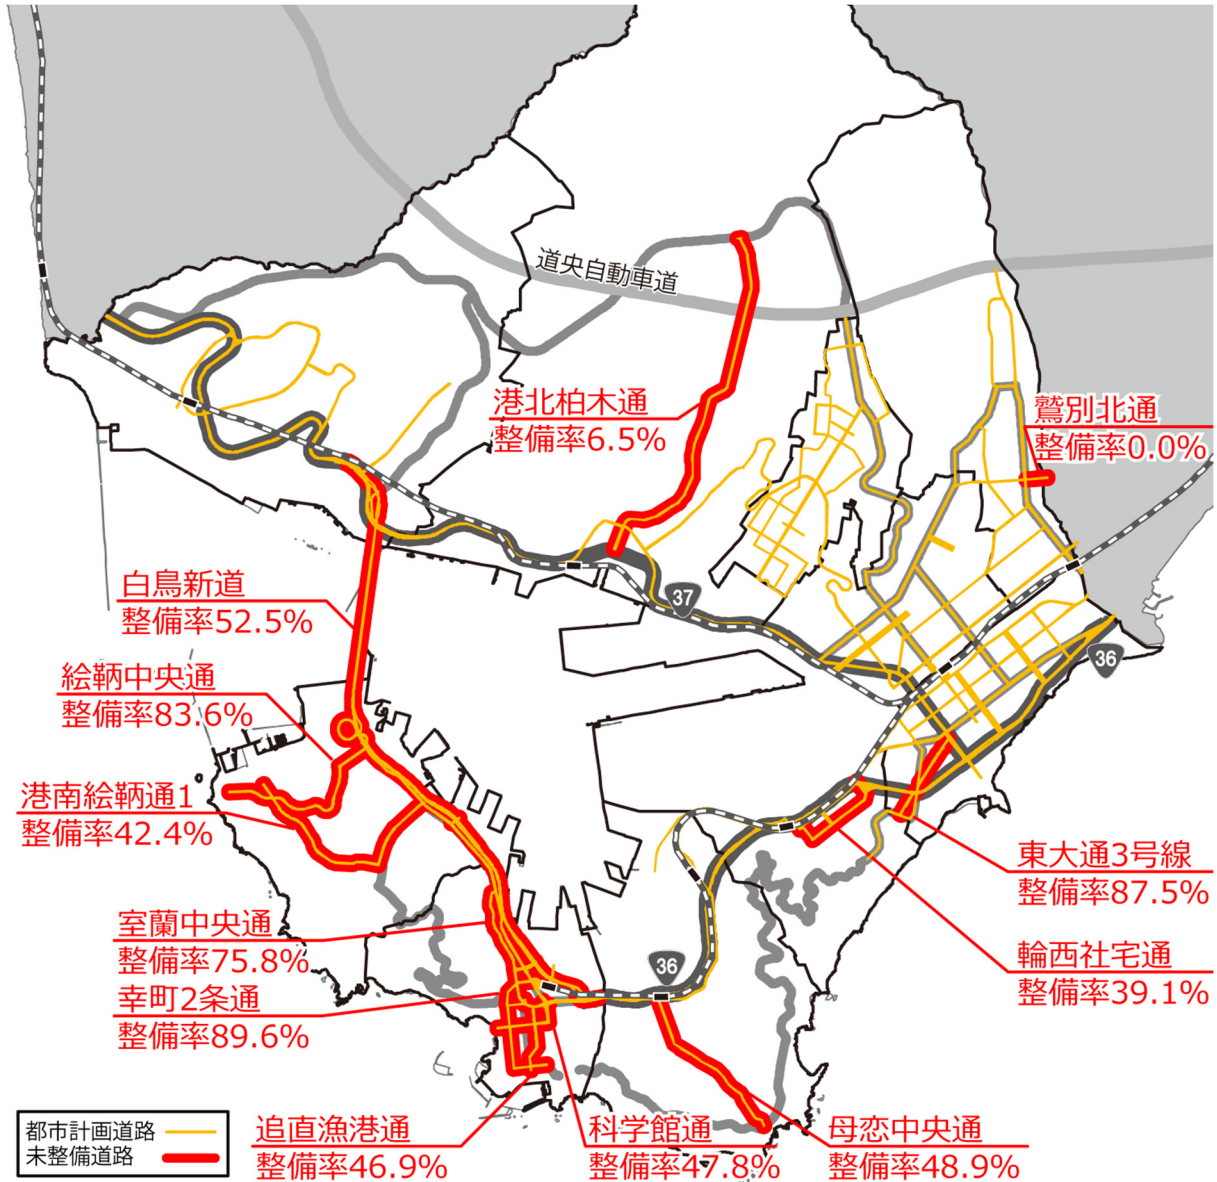 道央自動車道
港北柏木通
整備率6.5%
鷲別北通
整備率0.0%
白鳥新道
整備率52.5%
37
36
絵鞆中央通
整備率83.6%
港南絵鞆通1
整備率42.4%
東大通3号線
整備率87.5%
室蘭中央通
整備率75.8%
36
輪西社宅通
整備率39.1%
幸町2条通
整備率89.6%
追直漁港通
整備率46.9%
科学館通
整備率47.8%
母恋中央通
整備率48.9%
都市計画道路
未整備道路